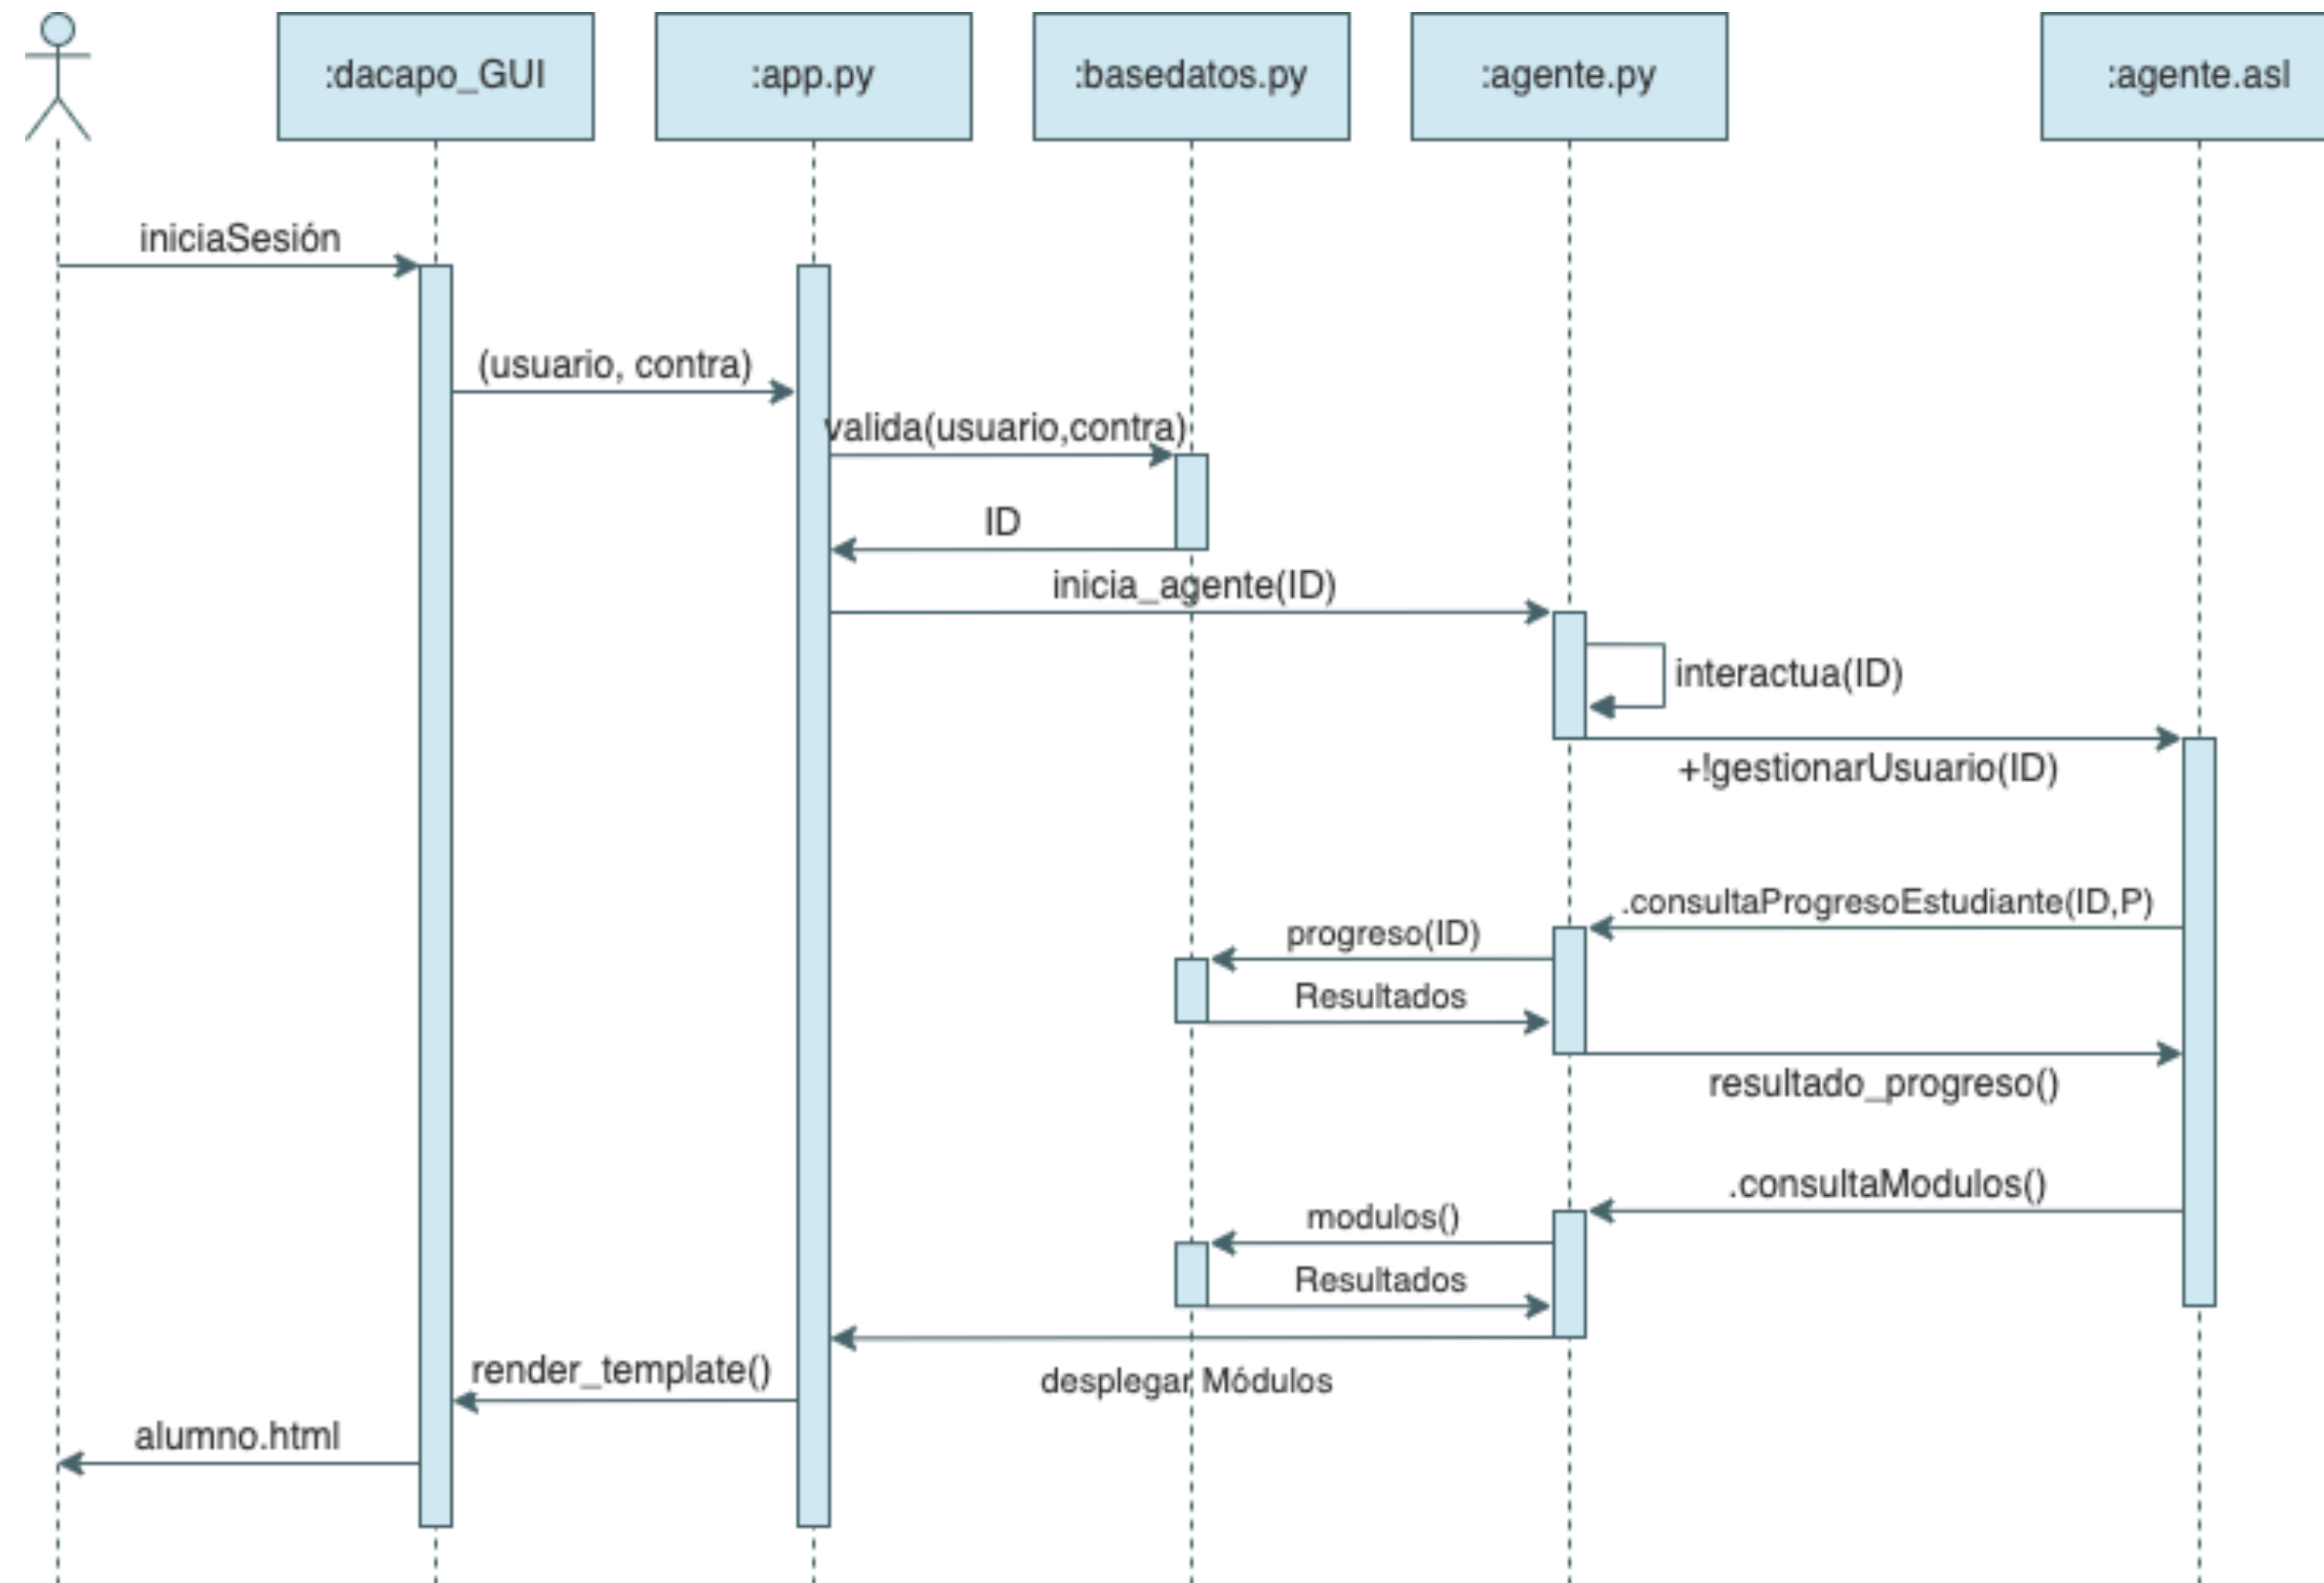 :dacapo_GUI
:app.py
:basedatos.py
:agente.py
:agente.asl
iniciaSesión
(usuario, contra)
valida(usuario,contra)
ID
inicia_agente(ID)
interactua(ID)
+!gestionarUsuario(ID)
.consultaProgresoEstudiante(ID,P)
progreso(ID)
Resultados
resultado_progreso()
.consultaModulos()
modulos()
Resultados
desplegar Módulos
render_template()
alumno.html